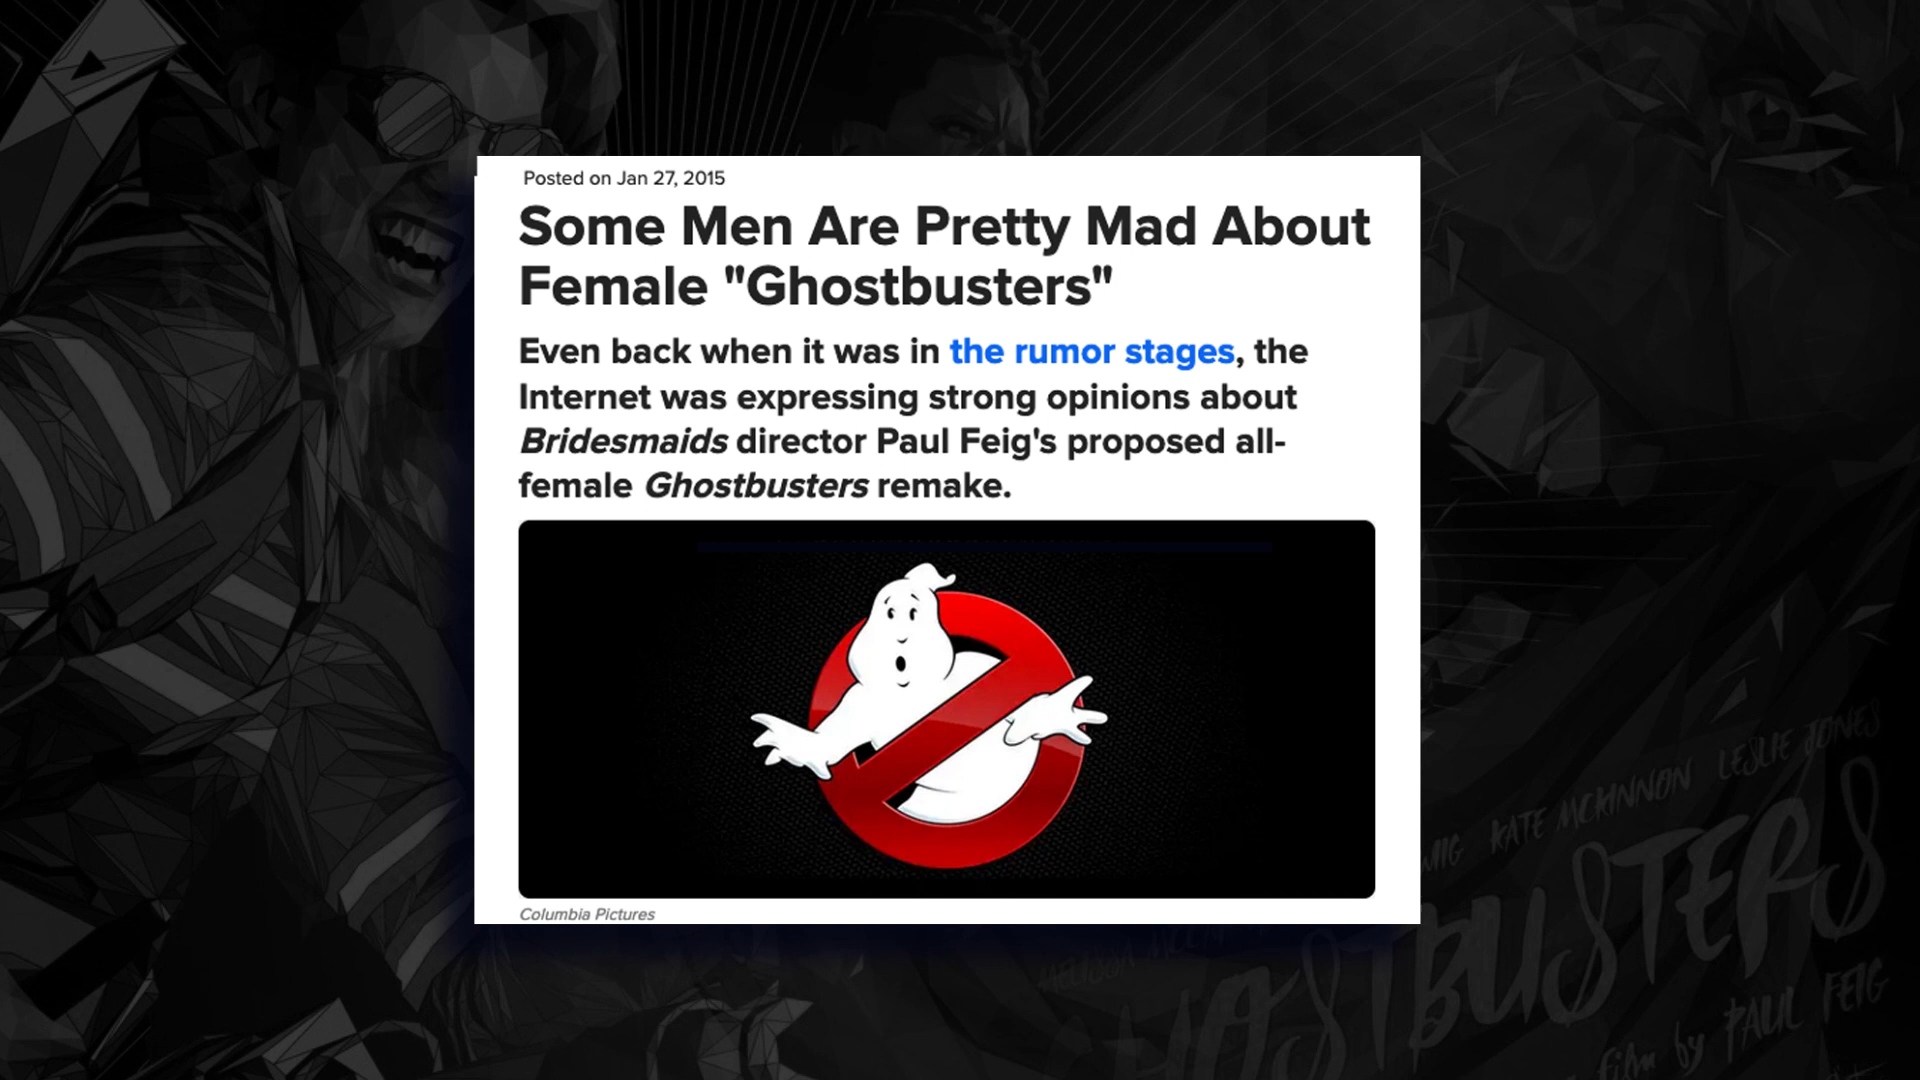 Posted on Jan 27, 2015
Some Men Are Pretty Mad About
Female "Ghostbusters"
Even back when it was in the rumor stages, the
Internet was expressing strong opinions about
Bridesmaids director Paul Feig's proposed all-
female Ghostbusters remake.
Columbia Pictures
KATE MCKINNON LESLIE JONES
HOSTBUSTERS
film by PAUL FEIG